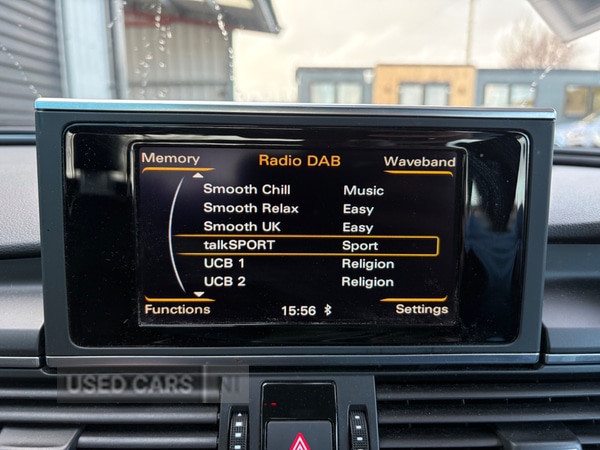 Memory Radio DAB Waveband
Smooth Chill Music
Smooth Relax Easy
Smooth UK Easy
talkSPORT Sport
UCB 1 Religion
UCB 2 Religion
Functions 15:56 Settings
USED CARS NI